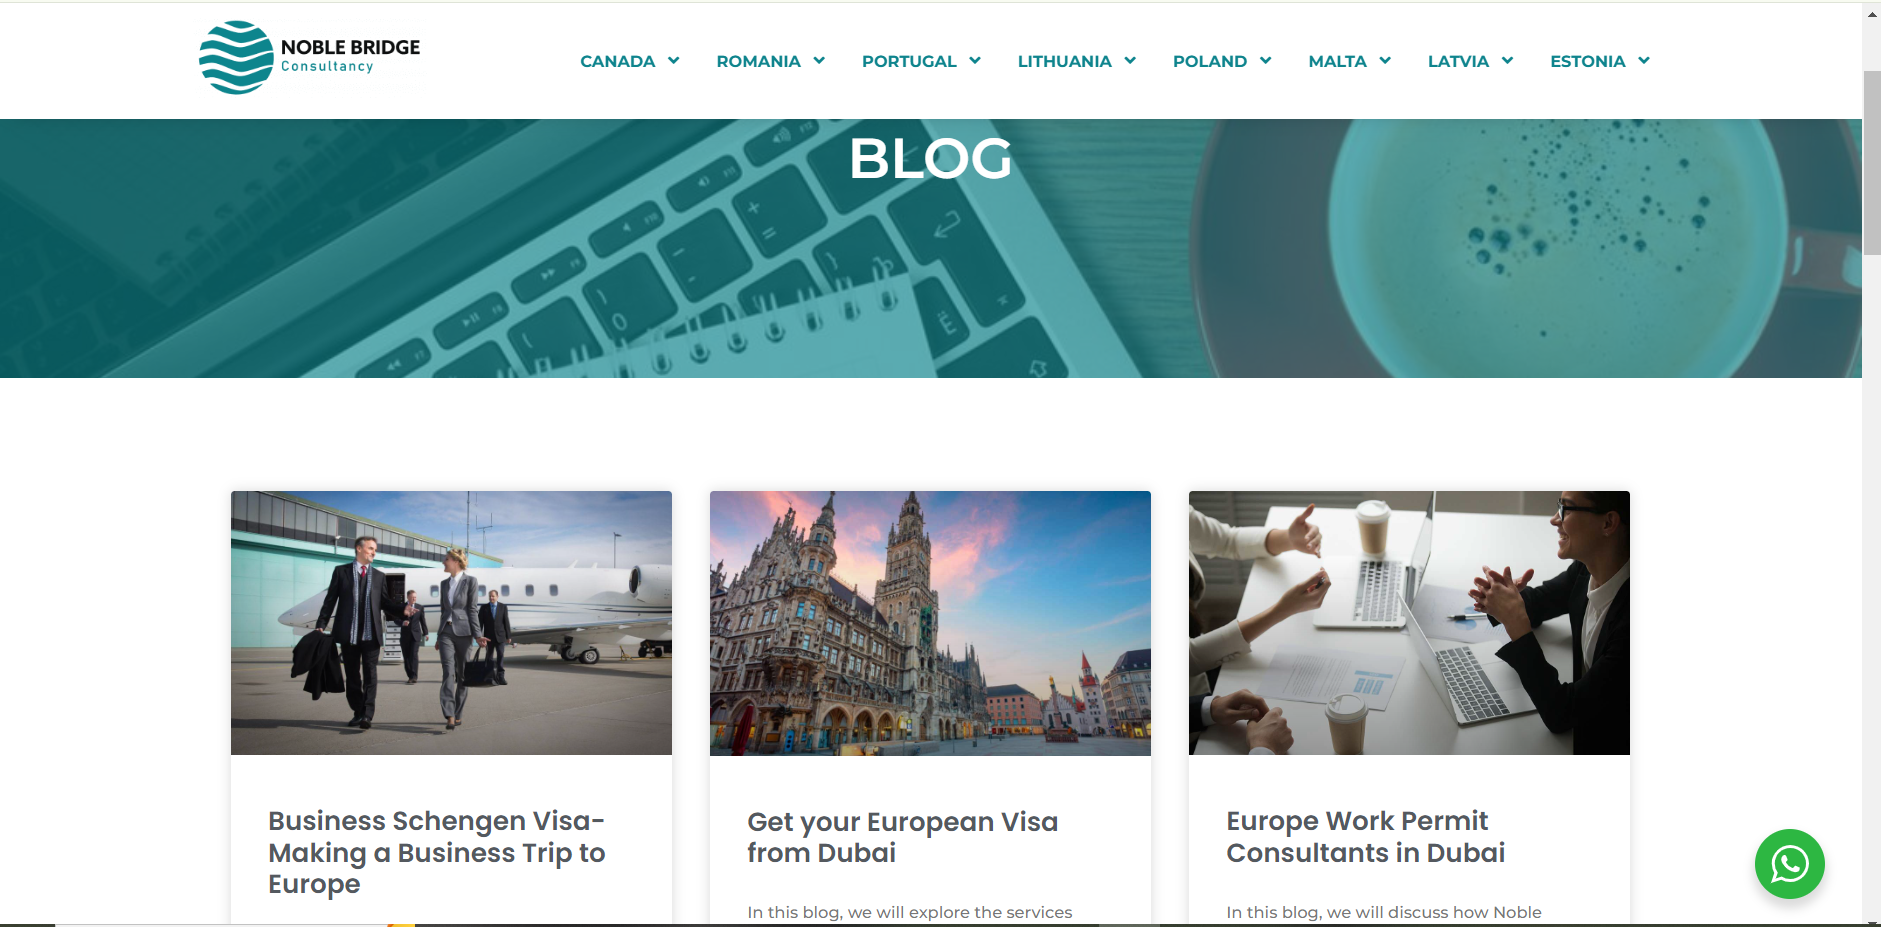 NOBLE BRIDGE
Consultancy
CANADA
ROMANIA
PORTUGAL
LITHUANIA
POLAND
MALTA
LATVIA
ESTONIA
BLOG
Business Schengen Visa-
Making a Business Trip to
Europe
Get your European Visa
from Dubai
In this blog, we will explore the services
Europe Work Permit
Consultants in Dubai
In this blog, we will discuss how Noble